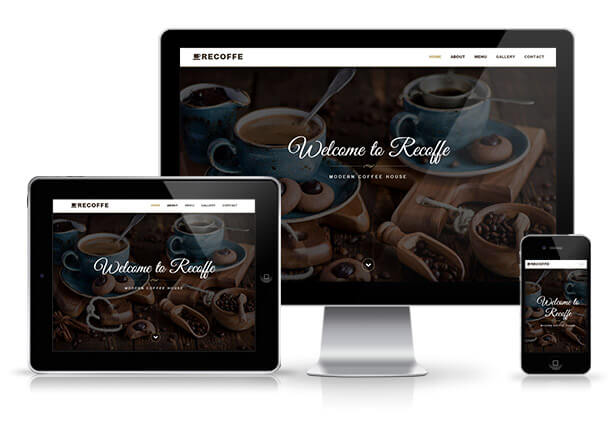 RECOFFE
HOME ABOUT MENU GALLERY CONTACT
Welcome to Recoffe
MODERN COFFEE HOUSE
RECOFFE
HOME ABOUT MENU GALLERY CONTACT
Welcome to Recoffe
MODERN COFFEE HOUSE
RECOFFE
Welcome to
Recoffe
MODERN COFFEE HOUSE